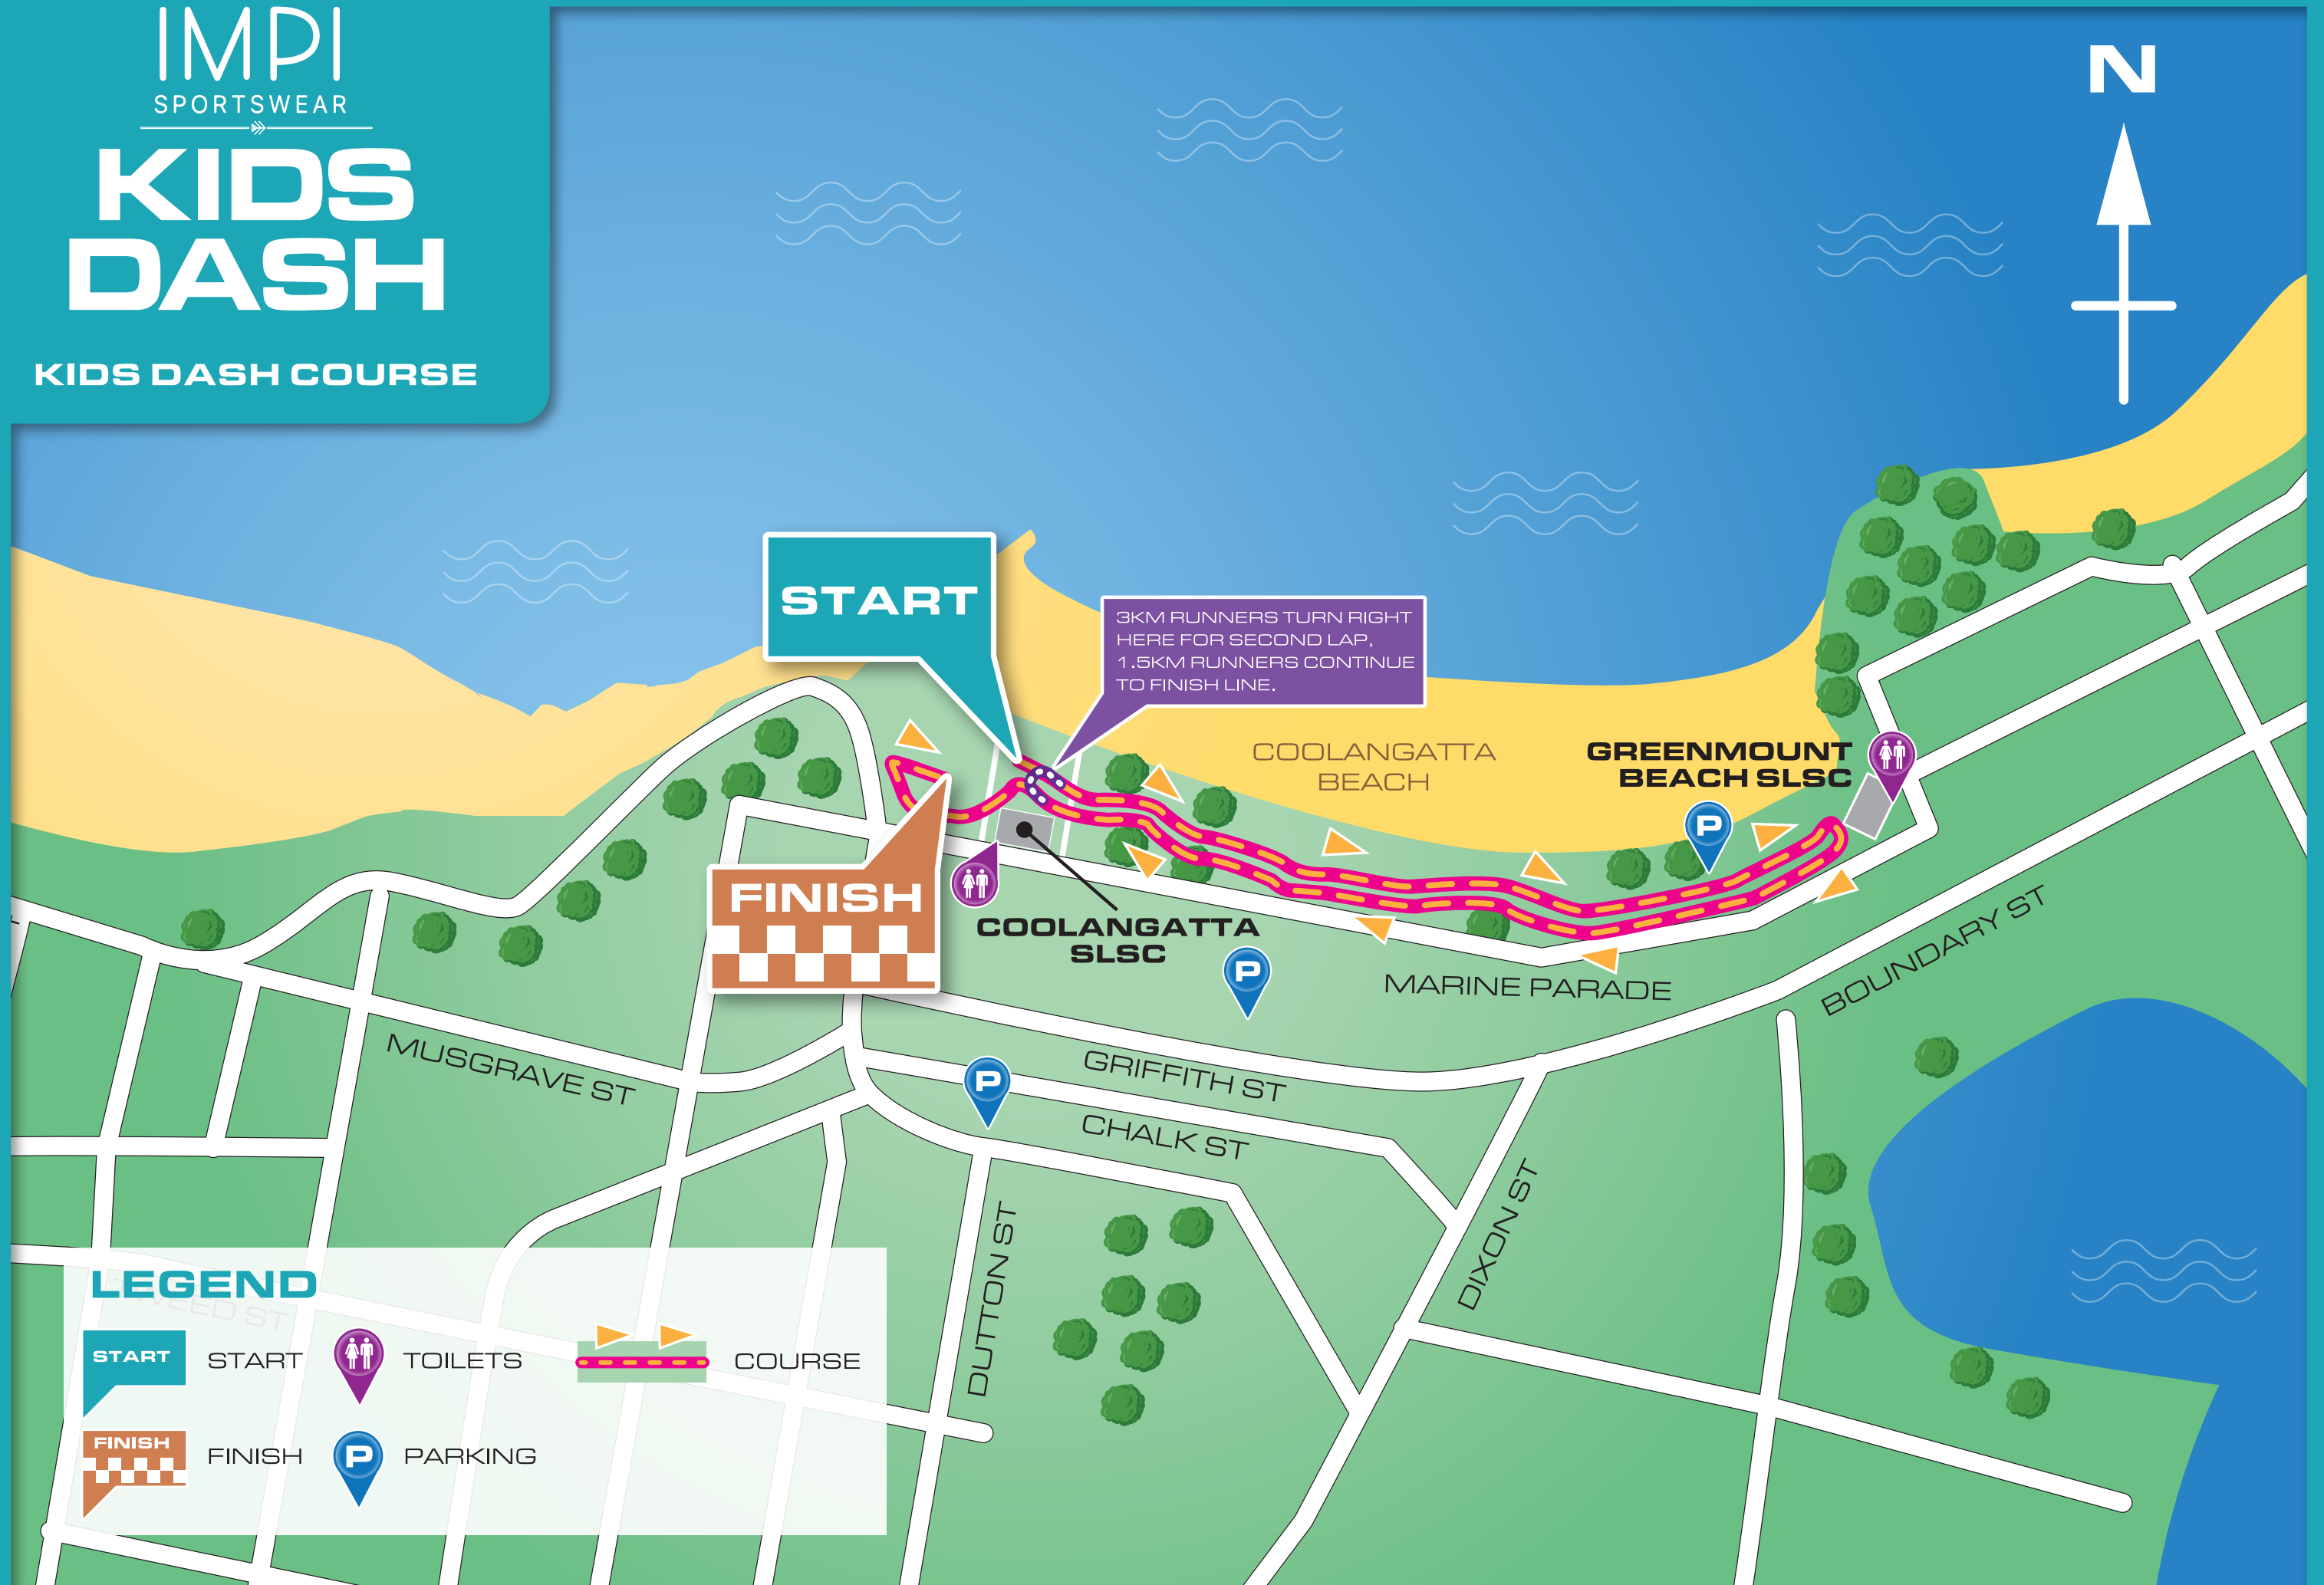 IMPI
SPORTSWEAR
KIDS
DASH
KIDS DASH COURSE
N
START
3KM RUNNERS TURN RIGHT
HERE FOR SECOND LAP,
1.5KM RUNNERS CONTINUE
TO FINISH LINE.
COOLANGATTA
BEACH
GREENMOUNT
BEACH SLSC
P
FINISH
COOLANGATTA
SLSC
P
MARINE PARADE
BOUNDARY ST
MUSGRAVE ST
P
GRIFFITH ST
CHALK ST
DUTTON ST
DIXON ST
LEGEND
TWEED ST
START
START
TOILETS
COURSE
FINISH
FINISH
P
PARKING